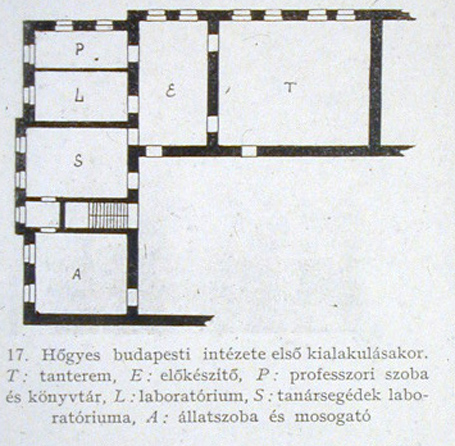 P
L
E
T
S
A
17. Hőgyes budapesti intézete első kialakulásakor.
T: tanterem, E: előkészítő, P: professzori szoba
és könyvtár, L: laboratórium, S: tanársegédek labo-
ratóriuma, A: állatszoba és mosogató